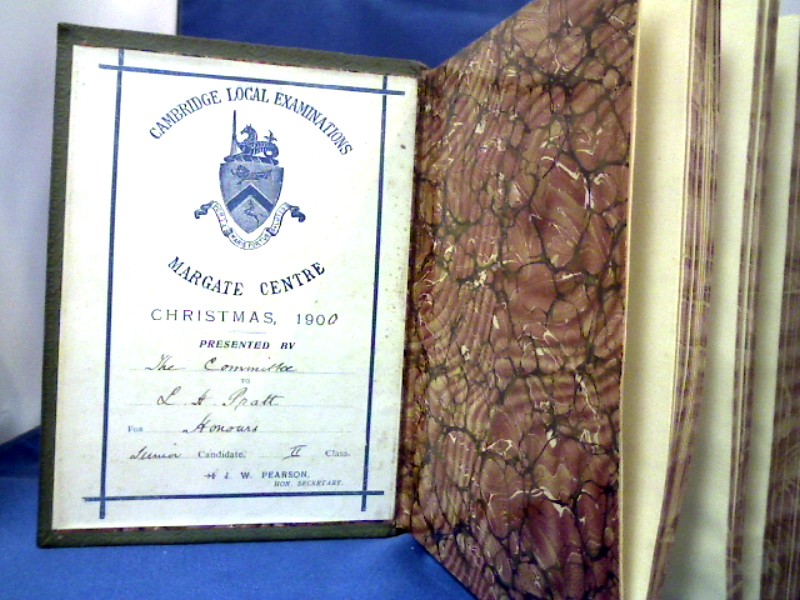 CAMBRIDGE LOCAL EXAMINATIONS
MARGATE CENTRE
CHRISTMAS, 1900
PRESENTED BY
The Committee
TO
L H Pratt
For Honours
Junior Candidate, II Class.
J. W. PEARSON,
HON. SECRETARY.